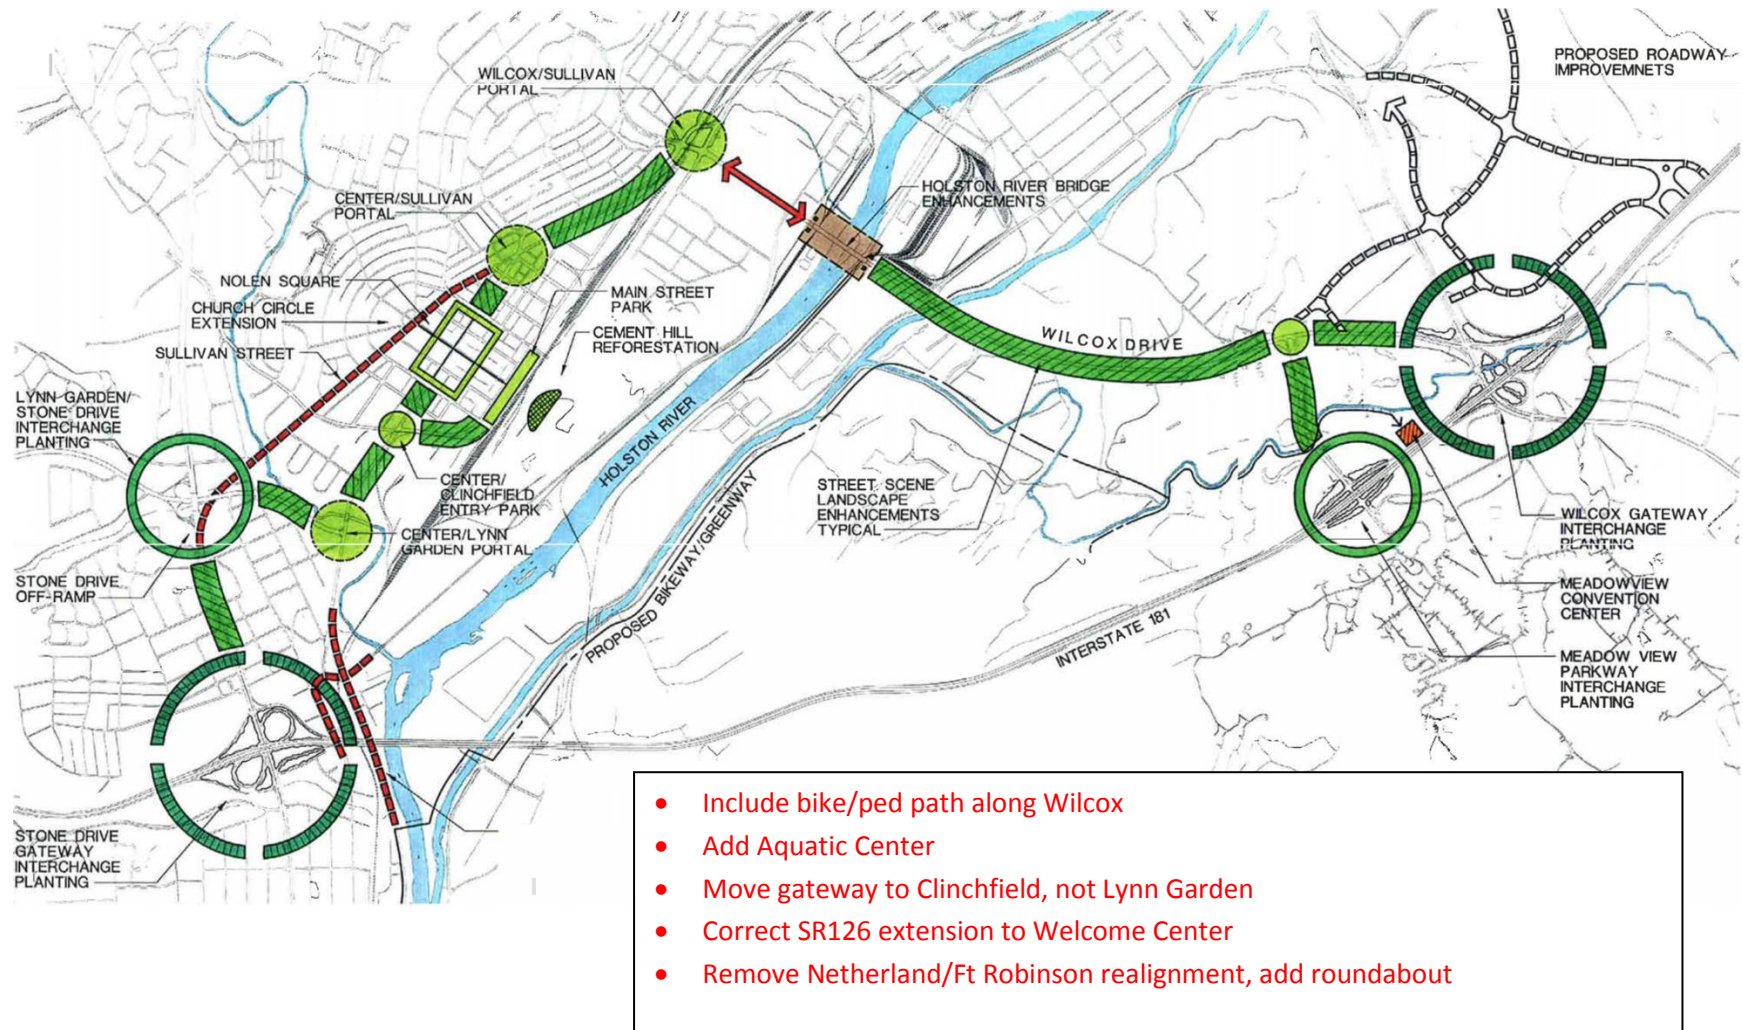 PROPOSED ROADWAY
IMPROVEMNETS
WILCOX/SULLIVAN
PORTAL
CENTER/SULLIVAN
PORTAL
HOLSTON RIVER BRIDGE
ENHANCEMENTS
NOLEN SQUARE
CHURCH CIRCLE
EXTENSION
SULLIVAN STREET
MAIN STREET
PARK
CEMENT HILL
REFORESTATION
WILCOX DRIVE
LYNN GARDEN/
STONE DRIVE
INTERCHANGE
PLANTING
HOLSTON RIVER
CENTER/
CLINCHFIELD
ENTRY PARK
CENTER/LYNN
GARDEN PORTAL
STREET SCENE
LANDSCAPE
ENHANCEMENTS
TYPICAL
WILCOX GATEWAY
INTERCHANGE
PLANTING
STONE DRIVE
OFF-RAMP
PROPOSED BIKEWAY/GREENWAY
INTERSTATE 181
MEADOWVIEW
CONVENTION
CENTER
MEADOW VIEW
PARKWAY
INTERCHANGE
PLANTING
STONE DRIVE
GATEWAY
INTERCHANGE
PLANTING
• Include bike/ped path along Wilcox
• Add Aquatic Center
• Move gateway to Clinchfield, not Lynn Garden
• Correct SR126 extension to Welcome Center
• Remove Netherland/Ft Robinson realignment, add roundabout